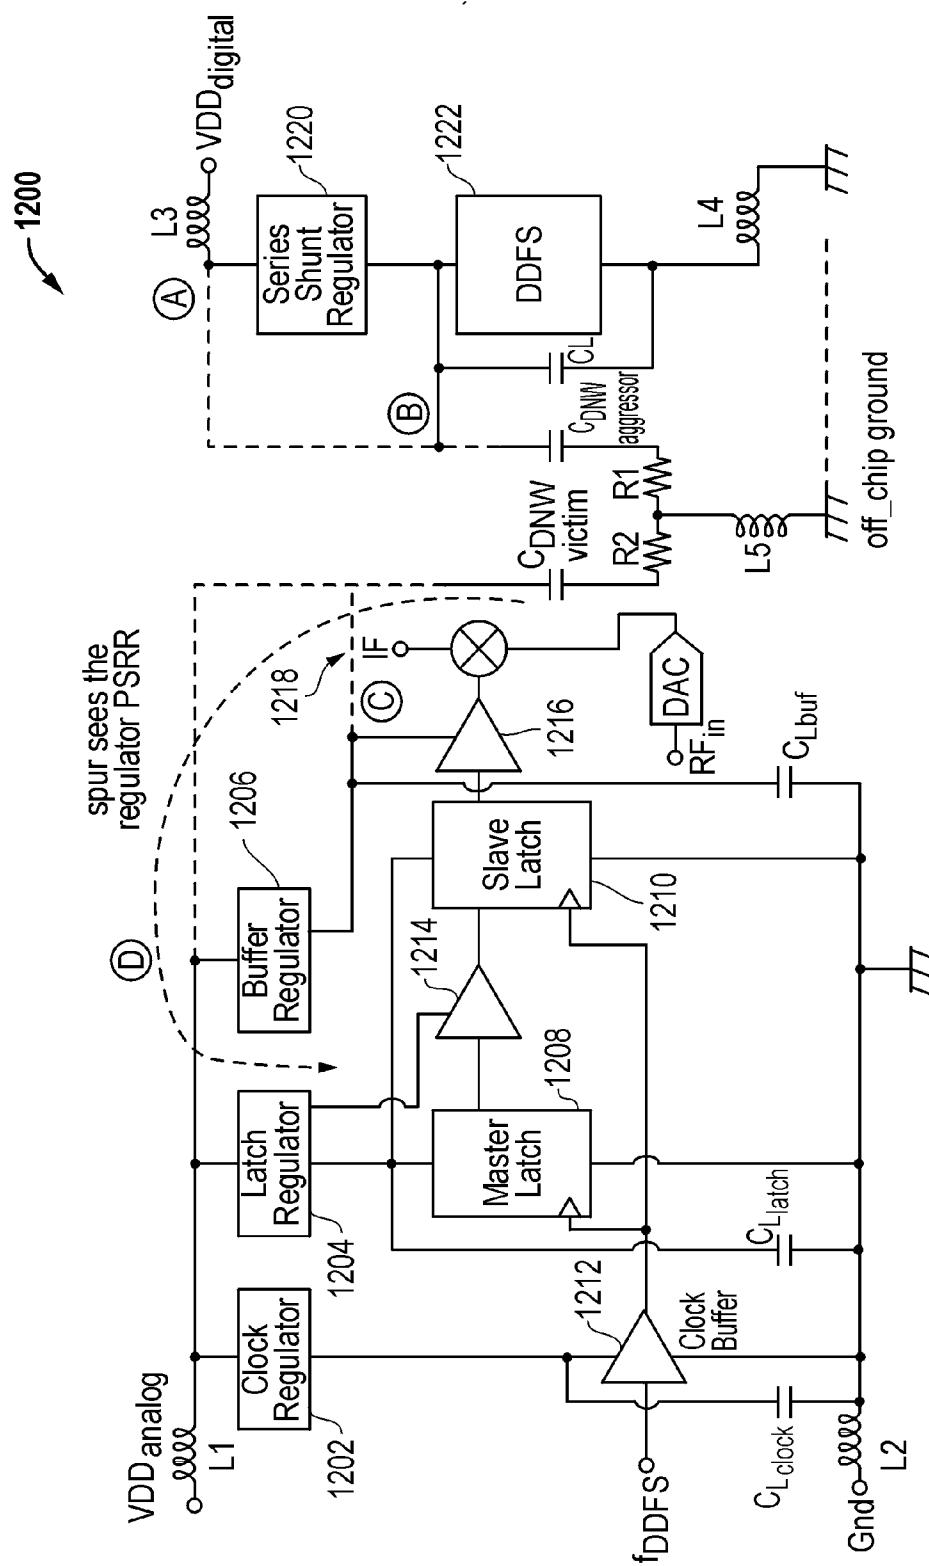 1200
VDDanalog
L1
Clock
Regulator
1202
Latch
Regulator
1204
D
Buffer
Regulator
1206
spur sees the
regulator PSRR
1218
C
IF
A
L3
VDDdigital
Series
Shunt
Regulator
1220
B
DDFS
1222
CL
CDNW
aggressor
CDNW
victim
R2
R1
L5
L4
off_chip ground
fDDFS
1212
Clock
Buffer
Master
Latch
1208
1214
Slave
Latch
1210
1216
DAC
RFin
CLclock
CLlatch
CLbuf
Gnd
L2